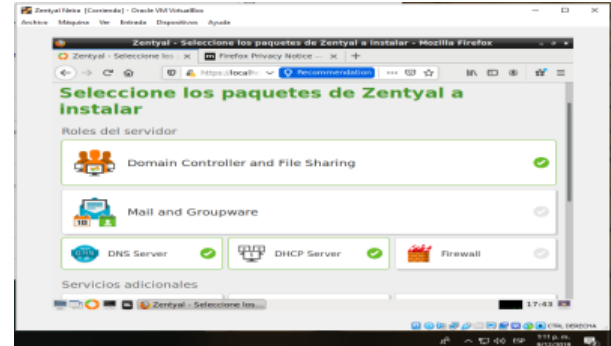 Zentyal Neira [Corriendo] - Oracle VM VirtualBox
Archivo Máquina Ver Entrada Dispositivos Ayuda
Zentyal - Seleccione los paquetes de Zentyal a instalar - Mozilla Firefox
Zentyal - Seleccione los
Firefox Privacy Notice —
https://localh
Recommendation
Seleccione los paquetes de Zentyal a
instalar
Roles del servidor
Domain Controller and File Sharing
Mail and Groupware
DNS Server
DHCP Server
Firewall
Servicios adicionales
Zentyal - Seleccione los...
17:43
CTRL DERECHA
ESP